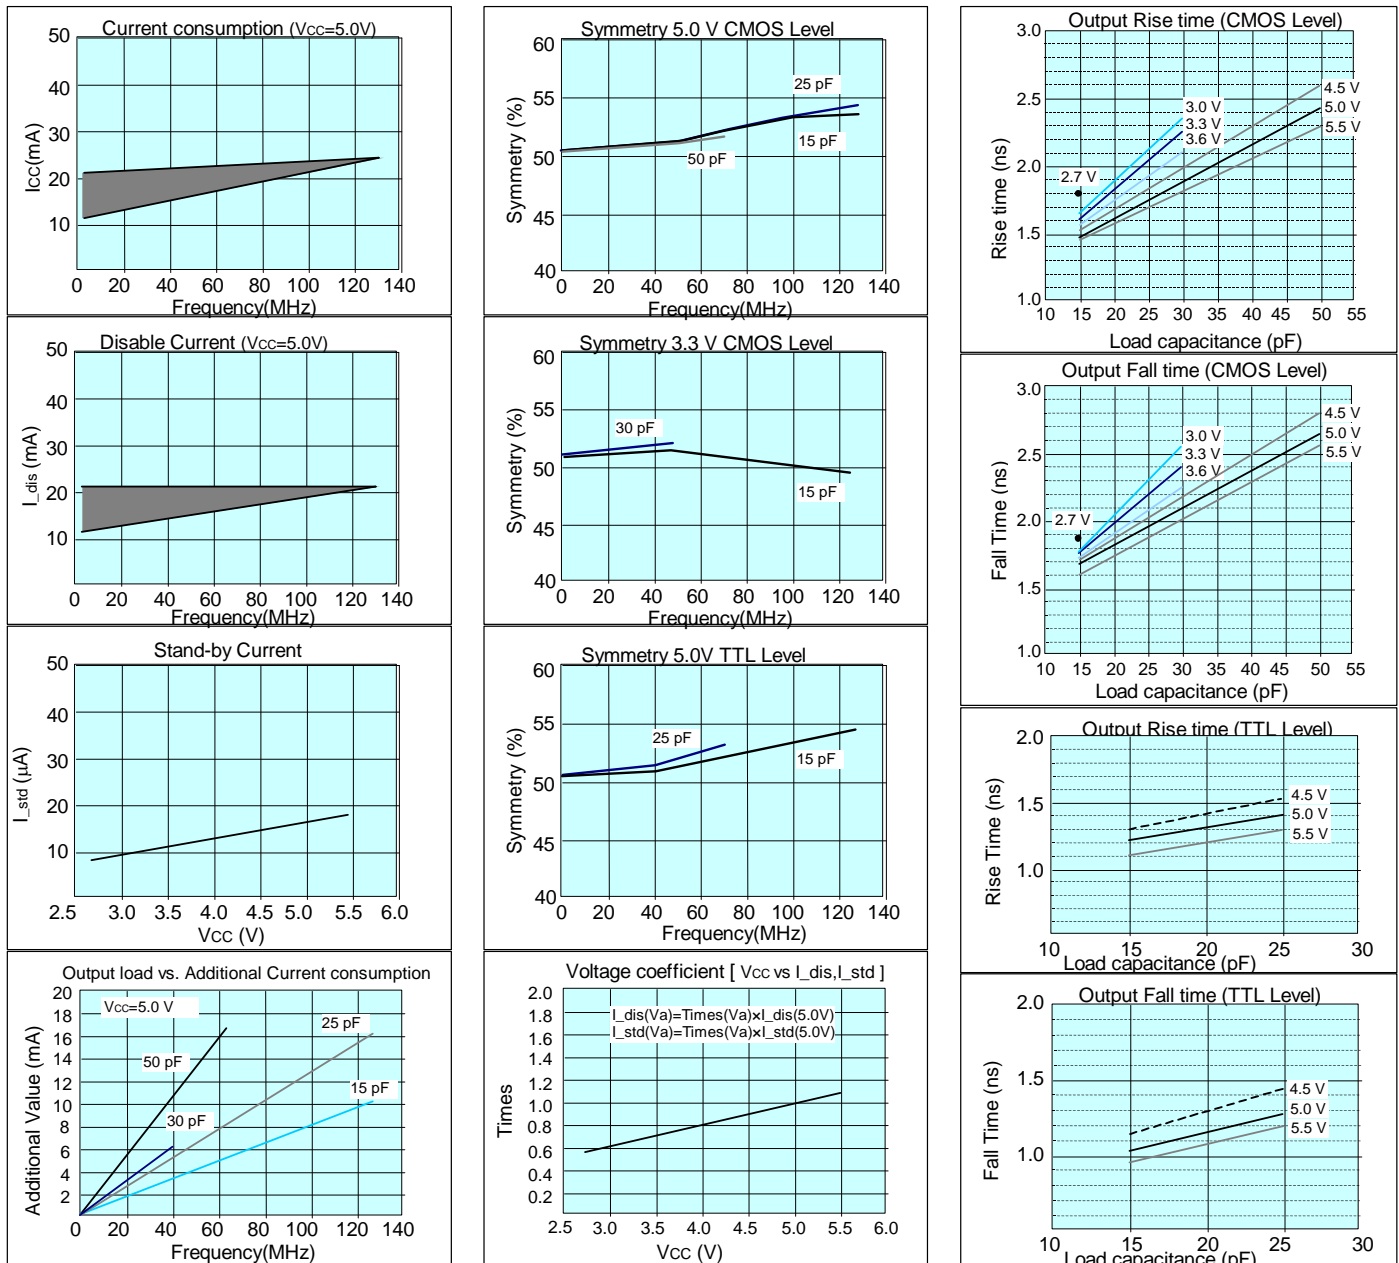 Current consumption (VCC=5.0V)
50
40
30
20
10
ICC(mA)
0 20 40 60 80 100 120 140
Frequency(MHz)
Disable Current (VCC=5.0V)
50
40
30
20
10
I_dis (mA)
0 20 40 60 80 100 120 140
Frequency(MHz)
Stand-by Current
50
40
30
20
10
I_std (µA)
2.5 3.0 3.5 4.0 4.5 5.0 5.5 6.0
VCC (V)
Output load vs. Additional Current consumption
20
18
16
14
12
10
8
6
4
2
Additional Value (mA)
VCC=5.0 V
50 pF
25 pF
30 pF
15 pF
0 20 40 60 80 100 120 140
Frequency(MHz)
Symmetry 5.0 V CMOS Level
60
55
50
45
40
Symmetry (%)
25 pF
15 pF
50 pF
0 20 40 60 80 100 120 140
Frequency(MHz)
Symmetry 3.3 V CMOS Level
60
55
50
45
40
Symmetry (%)
30 pF
15 pF
0 20 40 60 80 100 120 140
Frequency(MHz)
Symmetry 5.0V TTL Level
60
55
50
45
40
Symmetry (%)
25 pF
15 pF
0 20 40 60 80 100 120 140
Frequency(MHz)
Voltage coefficient [ VCC vs I_dis,I_std ]
2.0
1.8
1.6
1.4
1.2
1.0
0.8
0.6
0.4
0.2
Times
I_dis(Va)=Times(Va)×I_dis(5.0V)
I_std(Va)=Times(Va)×I_std(5.0V)
2.5 3.0 3.5 4.0 4.5 5.0 5.5 6.0
VCC (V)
Output Rise time (CMOS Level)
3.0
2.5
2.0
1.5
1.0
Rise time (ns)
4.5 V
5.0 V
5.5 V
3.0 V
3.3 V
3.6 V
2.7 V
10 15 20 25 30 35 40 45 50 55
Load capacitance (pF)
Output Fall time (CMOS Level)
3.0
2.5
2.0
1.5
1.0
Fall Time (ns)
4.5 V
5.0 V
5.5 V
3.0 V
3.3 V
3.6 V
2.7 V
10 15 20 25 30 35 40 45 50 55
Load capacitance (pF)
Output Rise time (TTL Level)
2.0
1.5
1.0
Rise Time (ns)
4.5 V
5.0 V
5.5 V
10 15 20 25 30
Load capacitance (pF)
Output Fall time (TTL Level)
2.0
1.5
1.0
Fall Time (ns)
4.5 V
5.0 V
5.5 V
10 15 20 25 30
Load capacitance (pF)